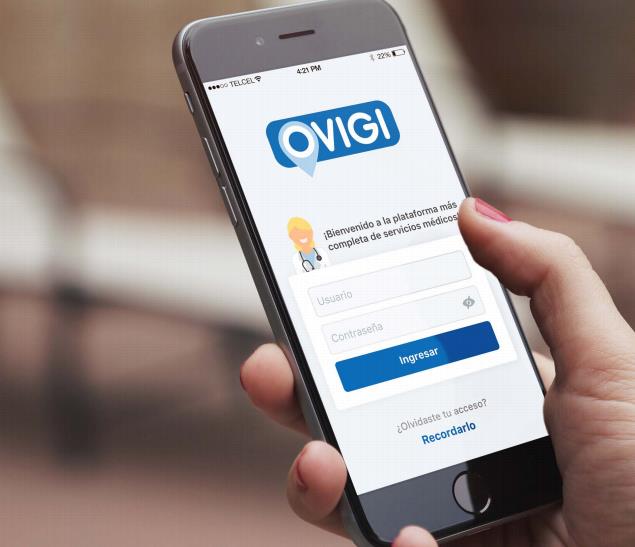 ●●●○○ TELCEL 4:21 PM 22%
OVIGI
¡Bienvenido a la plataforma más
completa de servicios médicos!
Usuario
Contraseña
Ingresar
¿Olvidaste tu acceso?
Recordarlo